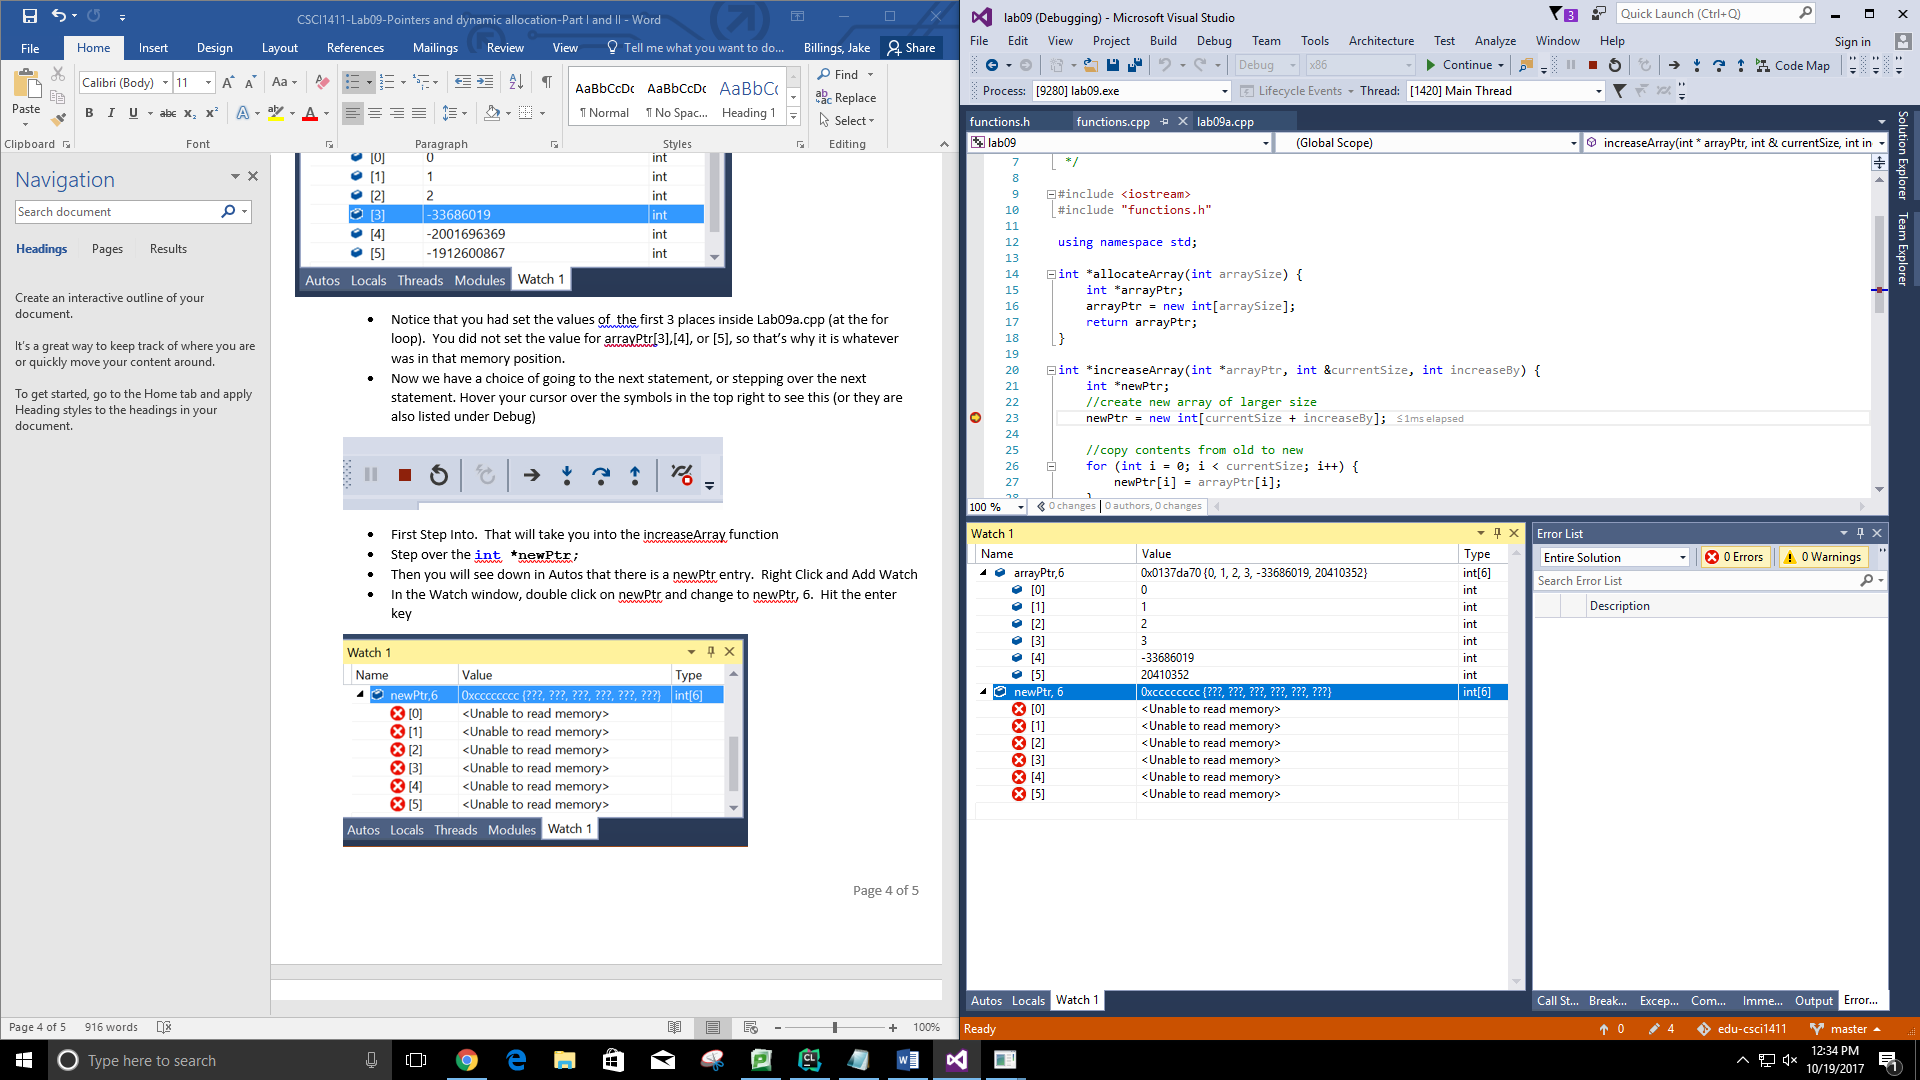 CSCI1411-Lab09-Pointers and dynamic allocation-Part I and II - Word
File Home Insert Design Layout References Mailings Review View Tell me what you want to do... Billings, Jake Share
Paste
Calibri (Body) 11
AaBbCcDc AaBbCcDc AaBbCc
¶ Normal ¶ No Spac... Heading 1
Find
Replace
Select
Clipboard Font Paragraph Styles Editing
Navigation
Search document
Headings Pages Results
Create an interactive outline of your
document.
It's a great way to keep track of where you are
or quickly move your content around.
To get started, go to the Home tab and apply
Heading styles to the headings in your
document.
[0] 0 int
[1] 1 int
[2] 2 int
[3] -33686019 int
[4] -2001696369 int
[5] -1912600867 int
Autos Locals Threads Modules Watch 1
• Notice that you had set the values of the first 3 places inside Lab09a.cpp (at the for
loop). You did not set the value for arrayPtr[3],[4], or [5], so that's why it is whatever
was in that memory position.
• Now we have a choice of going to the next statement, or stepping over the next
statement. Hover your cursor over the symbols in the top right to see this (or they are
also listed under Debug)
• First Step Into. That will take you into the increaseArray function
• Step over the int *newPtr;
• Then you will see down in Autos that there is a newPtr entry. Right Click and Add Watch
• In the Watch window, double click on newPtr and change to newPtr, 6. Hit the enter
key
Watch 1
Name Value Type
newPtr,6 0xcccccccc {???, ???, ???, ???, ???, ???} int[6]
[0] <Unable to read memory>
[1] <Unable to read memory>
[2] <Unable to read memory>
[3] <Unable to read memory>
[4] <Unable to read memory>
[5] <Unable to read memory>
Autos Locals Threads Modules Watch 1
Page 4 of 5
Page 4 of 5 916 words 100%
lab09 (Debugging) - Microsoft Visual Studio
3 Quick Launch (Ctrl+Q)
File Edit View Project Build Debug Team Tools Architecture Test Analyze Window Help Sign in
Debug x86 Continue Code Map
Process: [9280] lab09.exe Lifecycle Events Thread: [1420] Main Thread
functions.h functions.cpp lab09a.cpp
lab09 (Global Scope) increaseArray(int * arrayPtr, int & currentSize, int in
7 */
8
9 #include <iostream>
10 #include "functions.h"
11
12 using namespace std;
13
14 int *allocateArray(int arraySize) {
15 int *arrayPtr;
16 arrayPtr = new int[arraySize];
17 return arrayPtr;
18 }
19
20 int *increaseArray(int *arrayPtr, int &currentSize, int increaseBy) {
21 int *newPtr;
22 //create new array of larger size
23 newPtr = new int[currentSize + increaseBy]; ≤1ms elapsed
24
25 //copy contents from old to new
26 for (int i = 0; i < currentSize; i++) {
27 newPtr[i] = arrayPtr[i];
28 }
100 % 0 changes | 0 authors, 0 changes
Solution Explorer
Team Explorer
Watch 1
Name Value Type
arrayPtr,6 0x0137da70 {0, 1, 2, 3, -33686019, 20410352} int[6]
[0] 0 int
[1] 1 int
[2] 2 int
[3] 3 int
[4] -33686019 int
[5] 20410352 int
newPtr, 6 0xcccccccc {???, ???, ???, ???, ???, ???} int[6]
[0] <Unable to read memory>
[1] <Unable to read memory>
[2] <Unable to read memory>
[3] <Unable to read memory>
[4] <Unable to read memory>
[5] <Unable to read memory>
Autos Locals Watch 1
Error List
Entire Solution 0 Errors 0 Warnings
Search Error List
Description
Call St... Break... Excep... Com... Imme... Output Error...
Ready 0 4 edu-csci1411 master
Type here to search
12:34 PM
10/19/2017
1